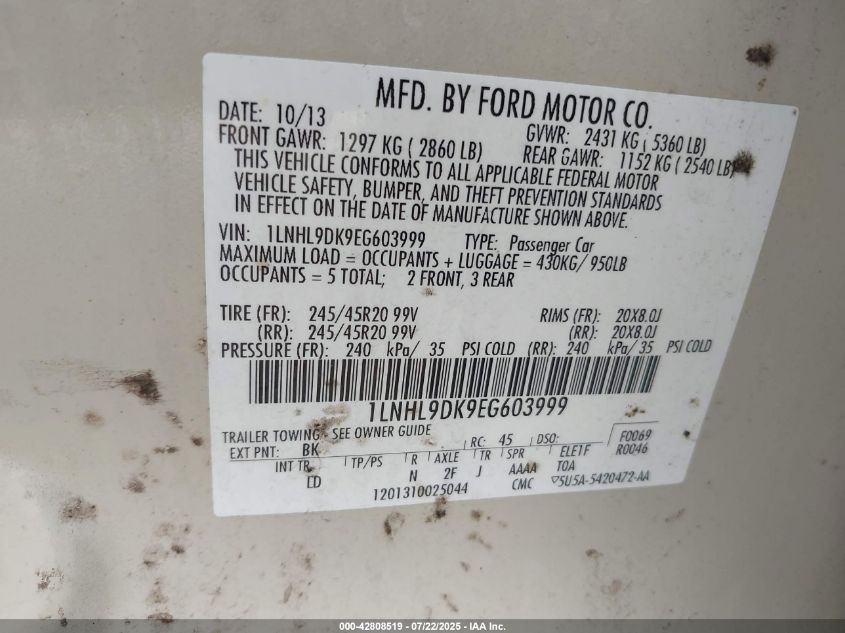 MFD. BY FORD MOTOR CO.
DATE: 10/13 GVWR: 2431 KG ( 5360 LB)
FRONT GAWR: 1297 KG ( 2860 LB) REAR GAWR: 1152 KG ( 2540 LB)
THIS VEHICLE CONFORMS TO ALL APPLICABLE FEDERAL MOTOR
VEHICLE SAFETY, BUMPER, AND THEFT PREVENTION STANDARDS
IN EFFECT ON THE DATE OF MANUFACTURE SHOWN ABOVE.
VIN: 1LNHL9DK9EG603999 TYPE: Passenger Car
MAXIMUM LOAD = OCCUPANTS + LUGGAGE = 430KG/ 950LB
OCCUPANTS = 5 TOTAL; 2 FRONT, 3 REAR
TIRE (FR): 245/45R20 99V RIMS (FR): 20X8.0J
(RR): 245/45R20 99V (RR): 20X8.0J
PRESSURE (FR): 240 kPa/ 35 PSI COLD (RR): 240 kPa/ 35 PSI COLD
1LNHL9DK9EG603999
TRAILER TOWING - SEE OWNER GUIDE
EXT PNT: BK RC: 45 DSO: F0069
R0046
INT TR TP/PS R AXLE TR SPR ELE1F
LD N 2F J AAAA TOA
1201310025044 CMC 5U5A-5420472-AA
000-42808519 - 07/22/2025 - IAA Inc.